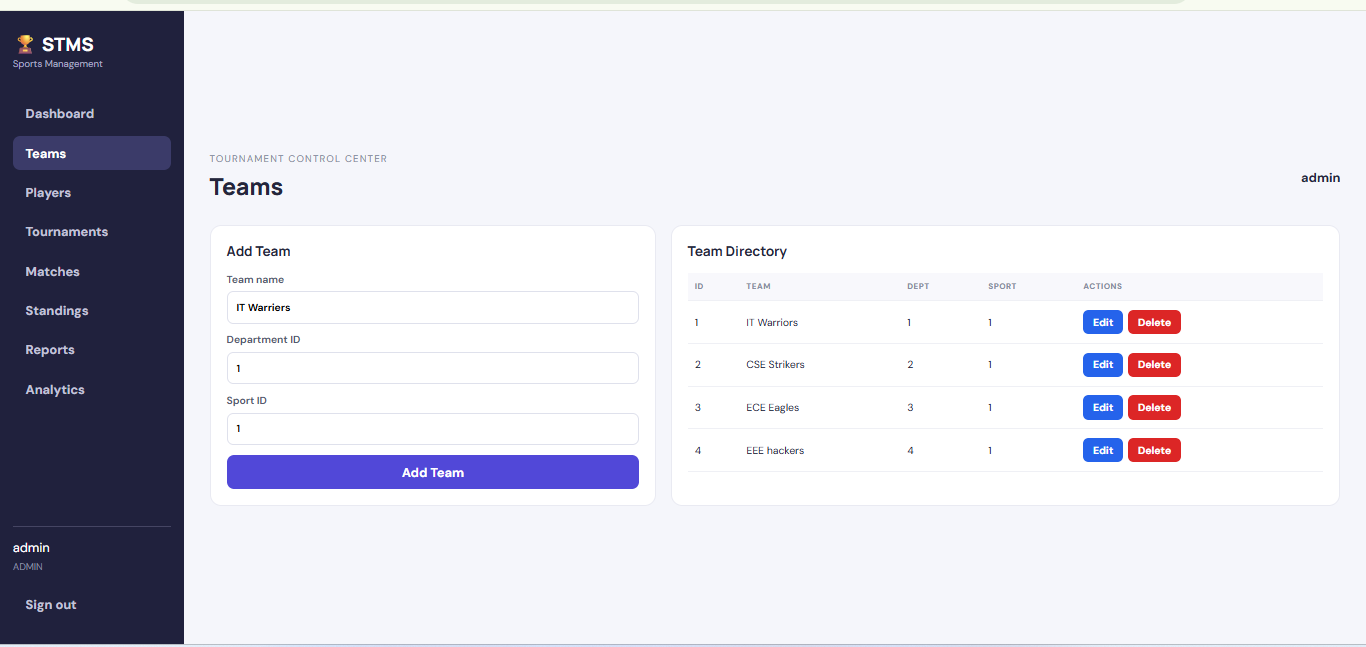 🏆 STMS
Sports Management
Dashboard
Teams
Players
Tournaments
Matches
Standings
Reports
Analytics
admin
ADMIN
Sign out
TOURNAMENT CONTROL CENTER
Teams
admin
Add Team
Team name
IT Warriers
Department ID
1
Sport ID
1
Add Team
Team Directory
ID TEAM DEPT SPORT ACTIONS
1 IT Warriors 1 1 Edit Delete
2 CSE Strikers 2 1 Edit Delete
3 ECE Eagles 3 1 Edit Delete
4 EEE hackers 4 1 Edit Delete